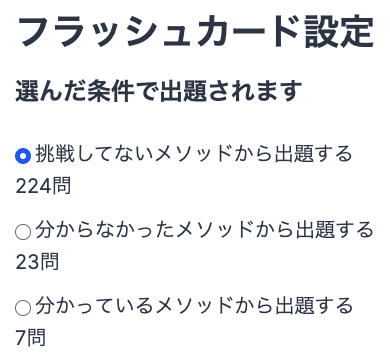 フラッシュカード設定
選んだ条件で出題されます
挑戦してないメソッドから出題する
224問
分からなかったメソッドから出題する
23問
分かっているメソッドから出題する
7問